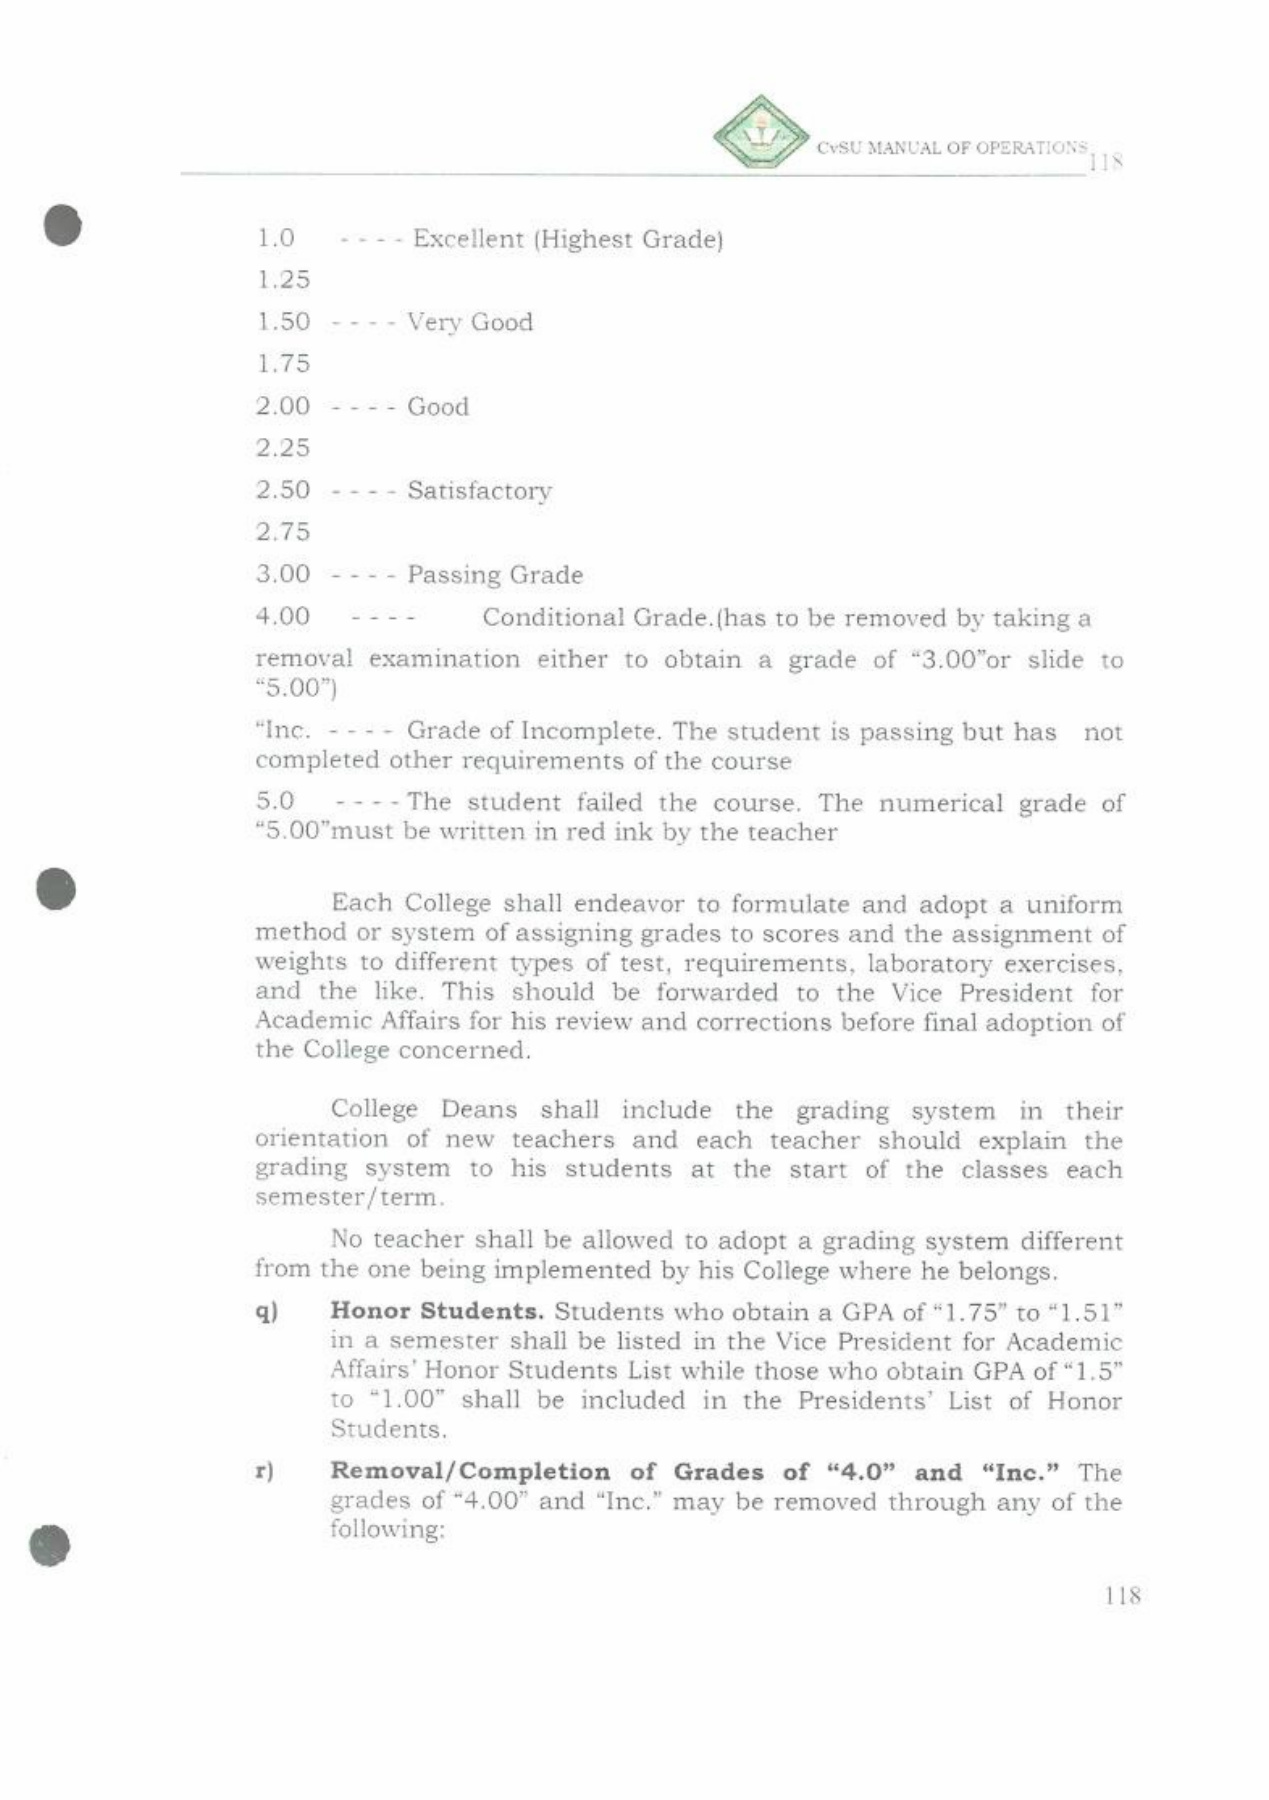 CvSU MANUAL OF OPERATIONS 118
1.0 - - - - Excellent (Highest Grade)
1.25
1.50 - - - - Very Good
1.75
2.00 - - - - Good
2.25
2.50 - - - - Satisfactory
2.75
3.00 - - - - Passing Grade
4.00 - - - - Conditional Grade.(has to be removed by taking a
removal examination either to obtain a grade of “3.00”or slide to
“5.00”)
“Inc. - - - - Grade of Incomplete. The student is passing but has not
completed other requirements of the course
5.0 - - - - The student failed the course. The numerical grade of
“5.00”must be written in red ink by the teacher
Each College shall endeavor to formulate and adopt a uniform
method or system of assigning grades to scores and the assignment of
weights to different types of test, requirements, laboratory exercises,
and the like. This should be forwarded to the Vice President for
Academic Affairs for his review and corrections before final adoption of
the College concerned.
College Deans shall include the grading system in their
orientation of new teachers and each teacher should explain the
grading system to his students at the start of the classes each
semester/term.
No teacher shall be allowed to adopt a grading system different
from the one being implemented by his College where he belongs.
q) Honor Students. Students who obtain a GPA of “1.75” to “1.51”
in a semester shall be listed in the Vice President for Academic
Affairs’ Honor Students List while those who obtain GPA of “1.5”
to “1.00” shall be included in the Presidents’ List of Honor
Students.
r) Removal/Completion of Grades of “4.0” and “Inc.” The
grades of “4.00” and “Inc.” may be removed through any of the
following:
118